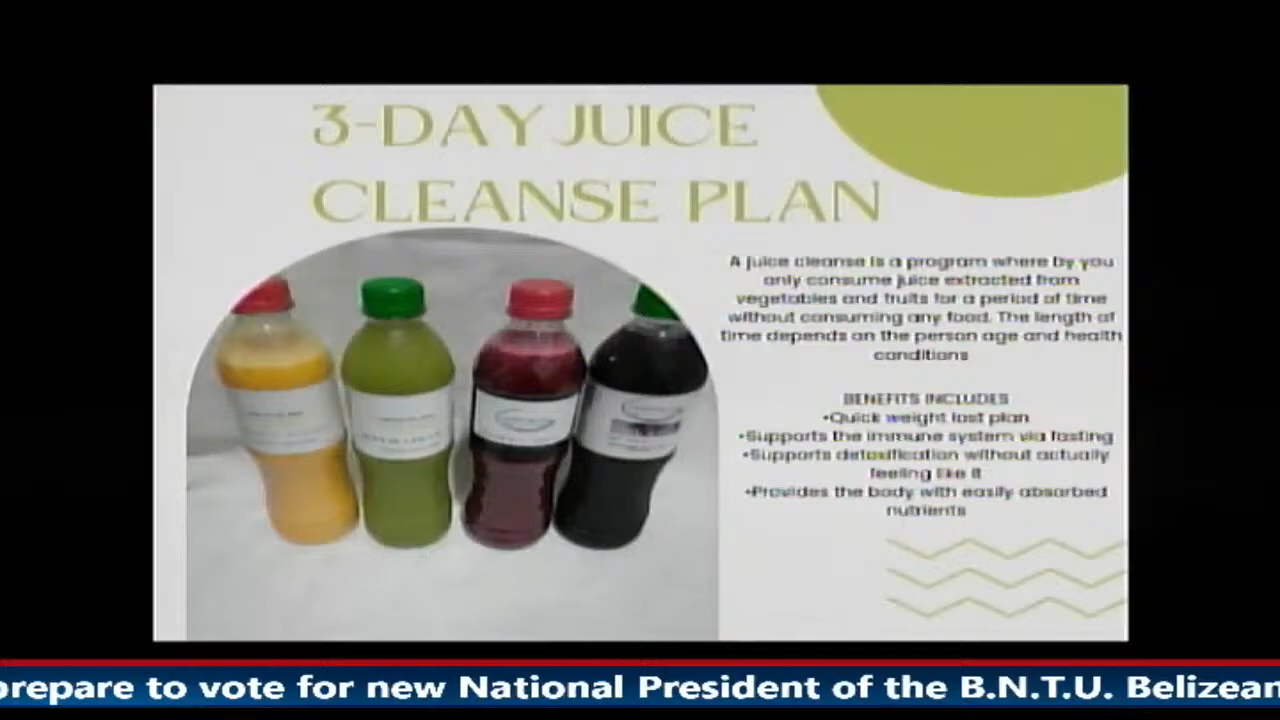 3-DAY JUICE
CLEANSE PLAN
A juice cleanse is a program where by you
only consume juice extracted from
vegetables and fruits for a period of time
without consuming any food. The length of
time depends on the person age and health
conditions
BENEFITS INCLUDES
•Quick weight lost plan
•Supports the immune system via fasting
•Supports detoxification without actually
feeling like it
•Provides the body with easily absorbed
nutrients
prepare to vote for new National President of the B.N.T.U. Belizean